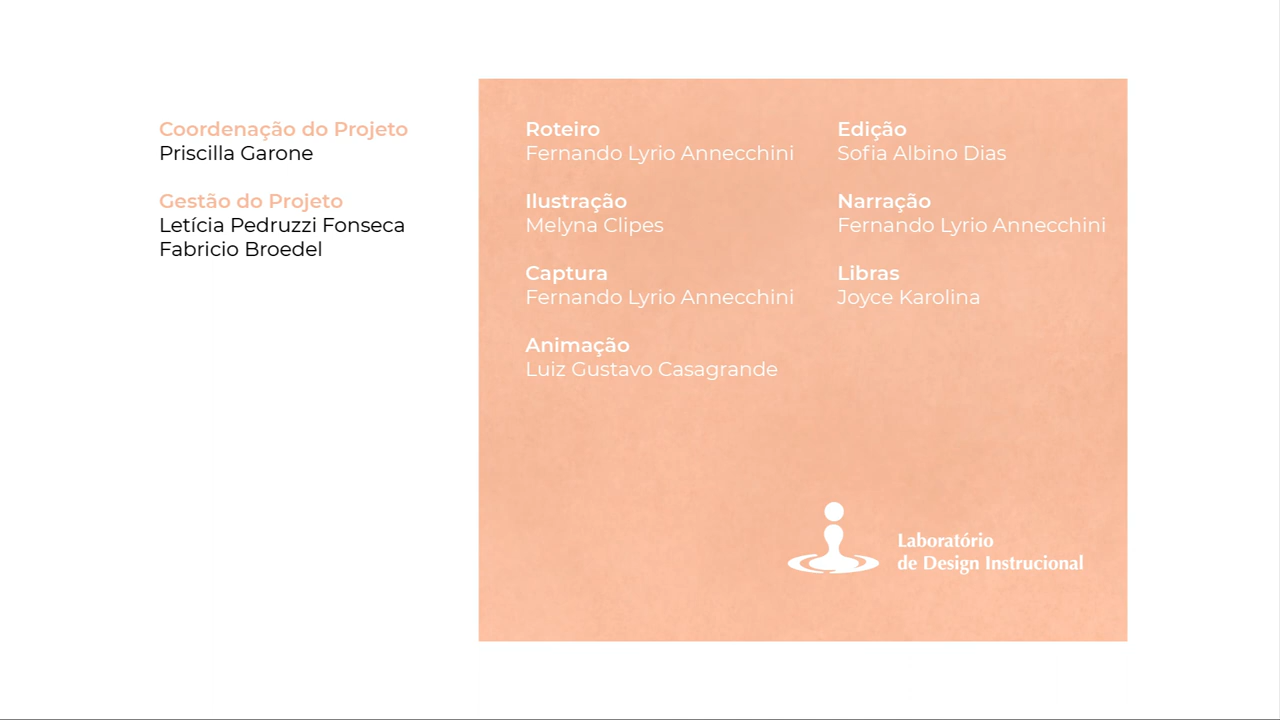 Coordenação do Projeto
Priscilla Garone
Gestão do Projeto
Letícia Pedruzzi Fonseca
Fabricio Broedel
Roteiro
Fernando Lyrio Annecchini
Ilustração
Melyna Clipes
Captura
Fernando Lyrio Annecchini
Animação
Luiz Gustavo Casagrande
Edição
Sofia Albino Dias
Narração
Fernando Lyrio Annecchini
Libras
Joyce Karolina
Laboratório
de Design Instrucional